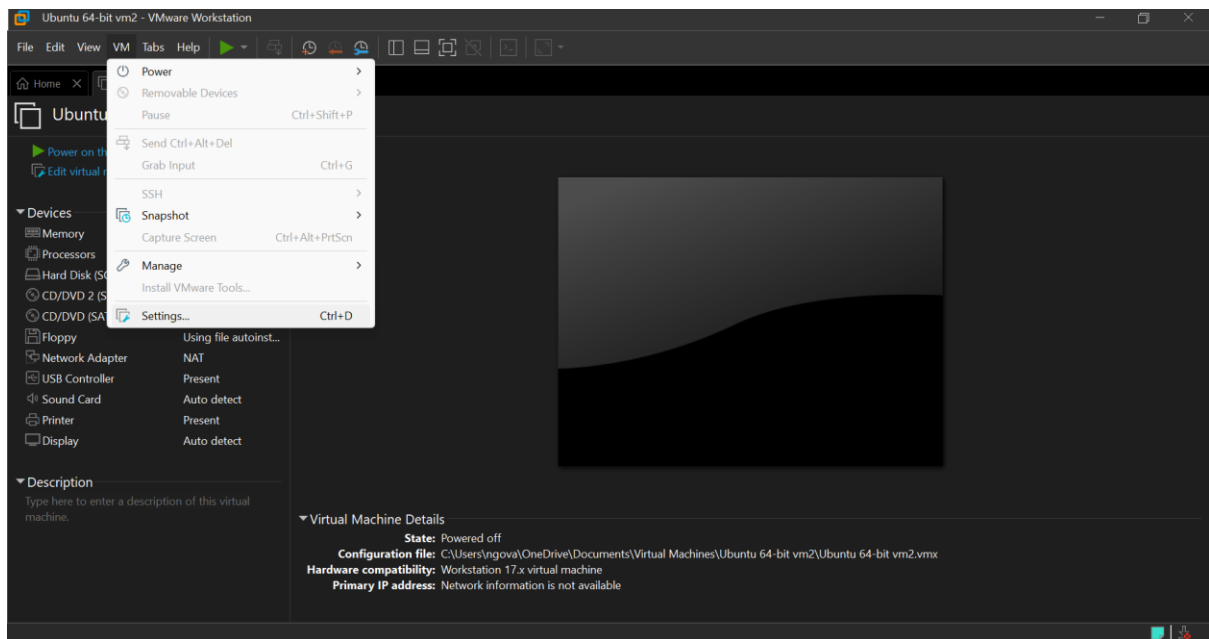 Ubuntu 64-bit vm2 - VMware Workstation
File Edit View VM Tabs Help
Home
Ubuntu
Power on th
Edit virtual
Power
Removable Devices
Pause Ctrl+Shift+P
Send Ctrl+Alt+Del
Grab Input Ctrl+G
SSH
Snapshot
Capture Screen Ctrl+Alt+PrtScn
Manage
Install VMware Tools...
Settings... Ctrl+D
Devices
Memory
Processors
Hard Disk (SC
CD/DVD 2 (S
CD/DVD (SAT
Floppy Using file autoinst...
Network Adapter NAT
USB Controller Present
Sound Card Auto detect
Printer Present
Display Auto detect
Description
Type here to enter a description of this virtual
machine.
Virtual Machine Details
State: Powered off
Configuration file: C:\Users\ngova\OneDrive\Documents\Virtual Machines\Ubuntu 64-bit vm2\Ubuntu 64-bit vm2.vmx
Hardware compatibility: Workstation 17.x virtual machine
Primary IP address: Network information is not available